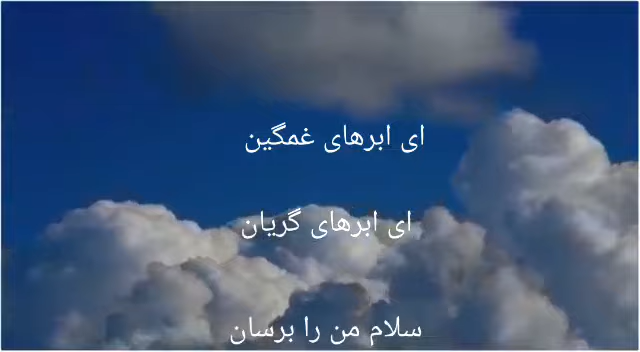 ای ابرهای غمگین
ای ابرهای گریان
سلام من را برسان